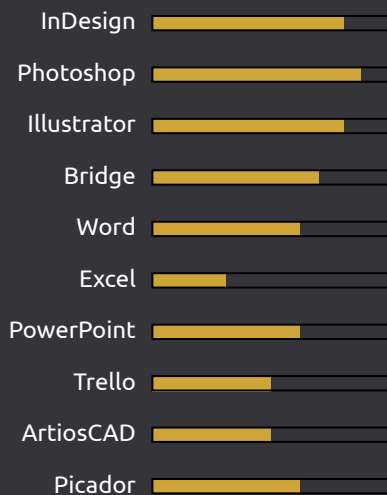 InDesign
Photoshop
Illustrator
Bridge
Word
Excel
PowerPoint
Trello
ArtiosCAD
Picador